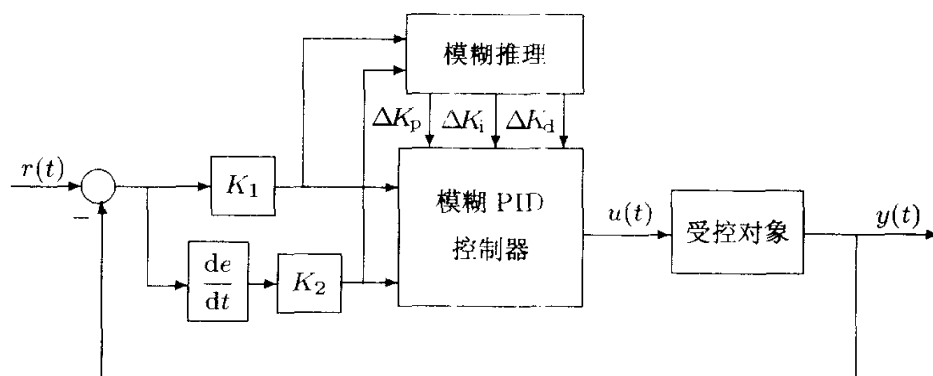 模糊推理
ΔKp ΔKi ΔKd
r(t)
−
K1
模糊 PID
控制器
u(t)
受控对象
y(t)
de
dt
K2